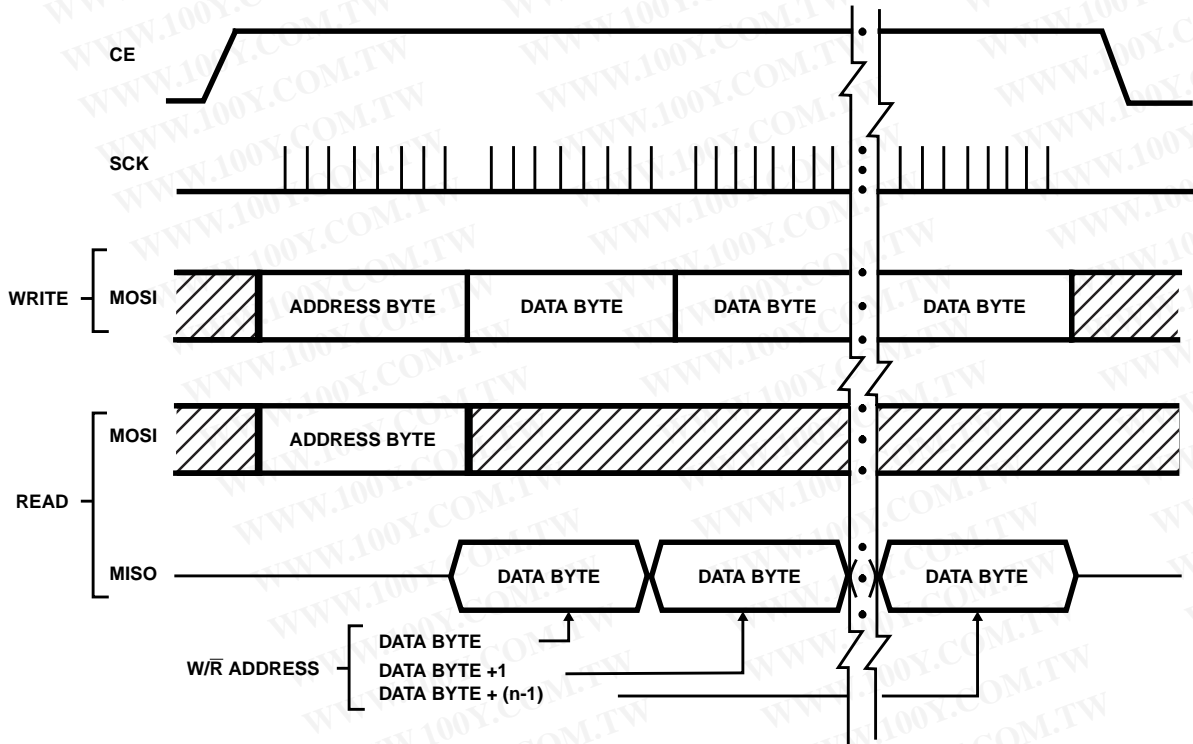 CE
SCK
WRITE MOSI ADDRESS BYTE DATA BYTE DATA BYTE DATA BYTE
MOSI ADDRESS BYTE
READ
MISO DATA BYTE DATA BYTE DATA BYTE
DATA BYTE
W/R̅ ADDRESS
DATA BYTE +1
DATA BYTE + (n-1)
WWW.100Y.COM.TW